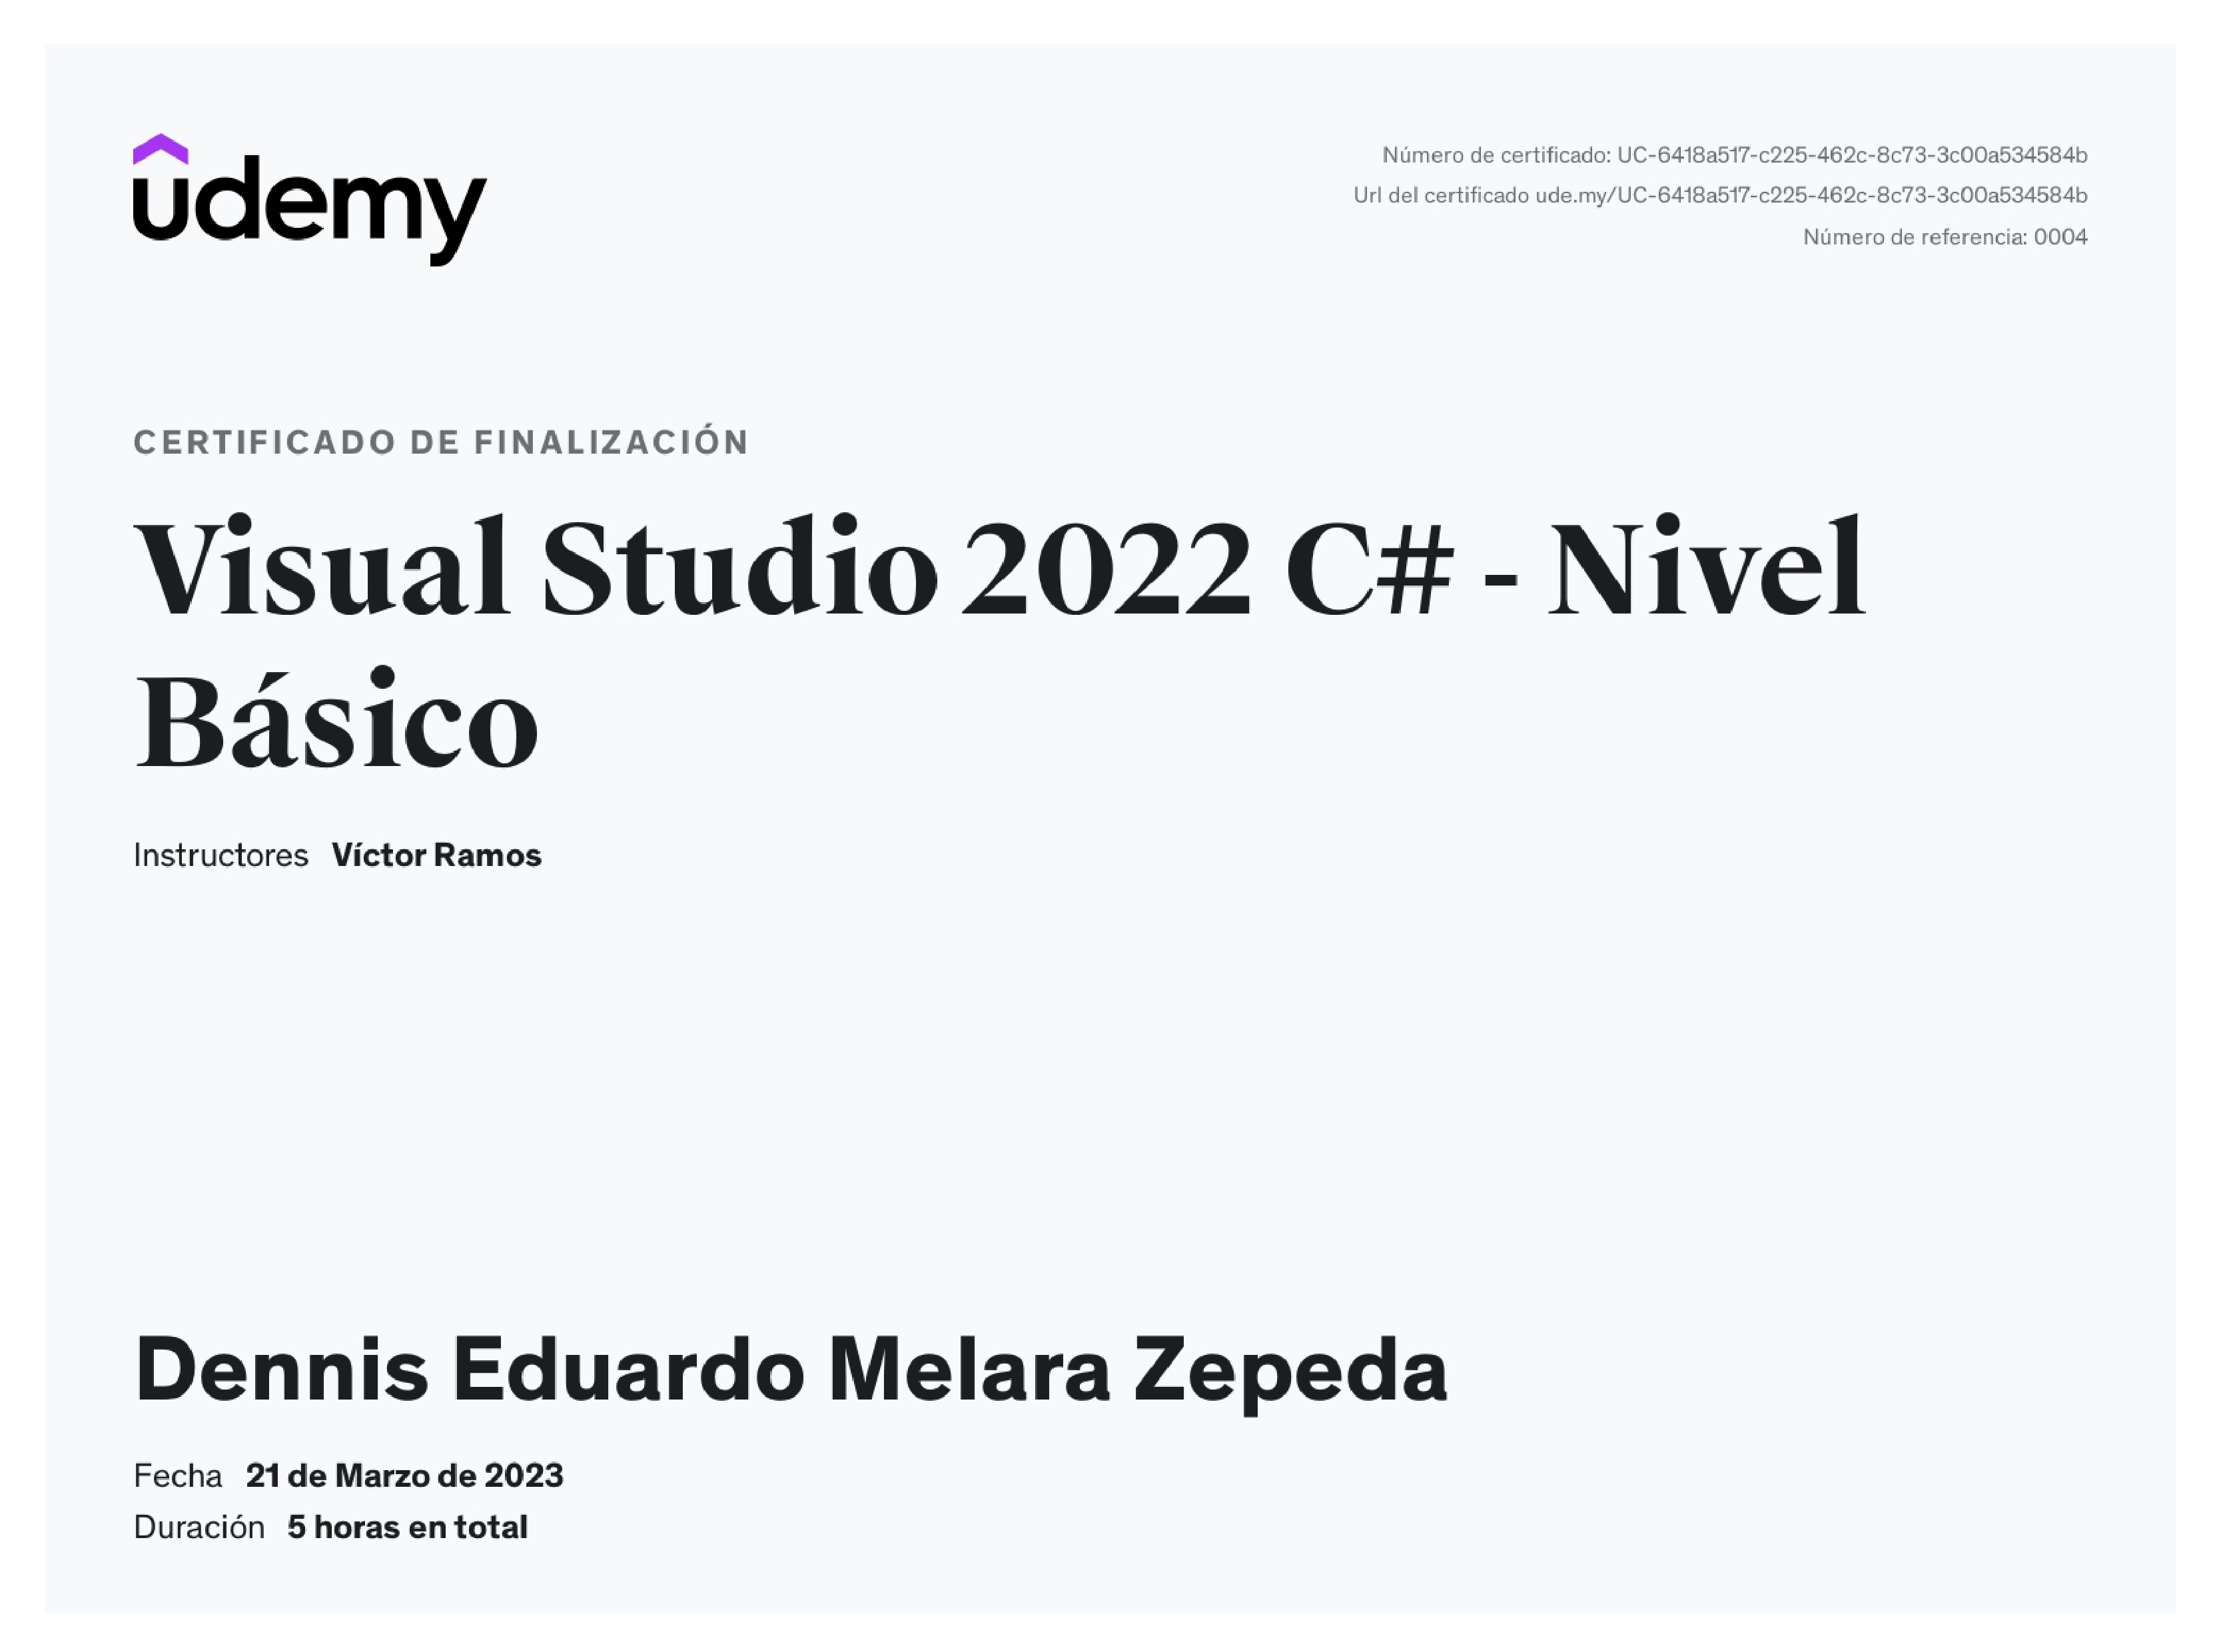 udemy
Número de certificado: UC-6418a517-c225-462c-8c73-3c00a534584b
Url del certificado ude.my/UC-6418a517-c225-462c-8c73-3c00a534584b
Número de referencia: 0004
CERTIFICADO DE FINALIZACIÓN
Visual Studio 2022 C# - Nivel
Básico
Instructores Víctor Ramos
Dennis Eduardo Melara Zepeda
Fecha 21 de Marzo de 2023
Duración 5 horas en total